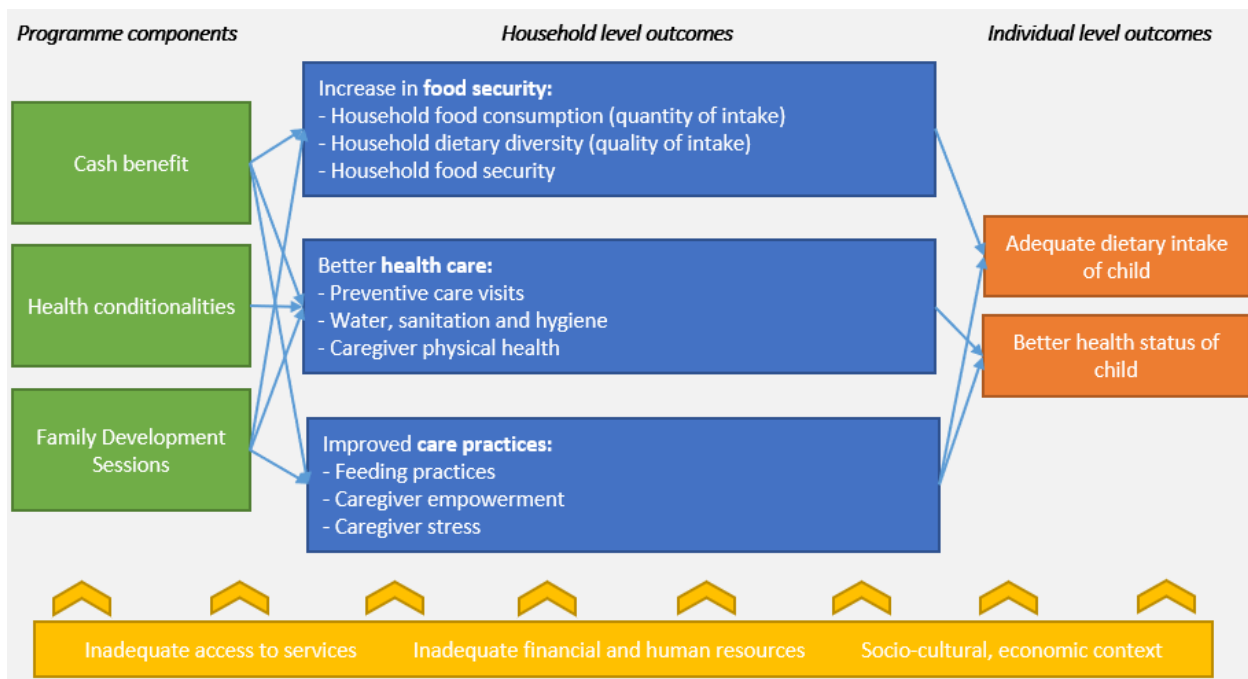 Programme components
Household level outcomes
Individual level outcomes
Cash benefit
Health conditionalities
Family Development
Sessions
Increase in food security:
- Household food consumption (quantity of intake)
- Household dietary diversity (quality of intake)
- Household food security
Better health care:
- Preventive care visits
- Water, sanitation and hygiene
- Caregiver physical health
Improved care practices:
- Feeding practices
- Caregiver empowerment
- Caregiver stress
Adequate dietary intake
of child
Better health status of
child
Inadequate access to services
Inadequate financial and human resources
Socio-cultural, economic context